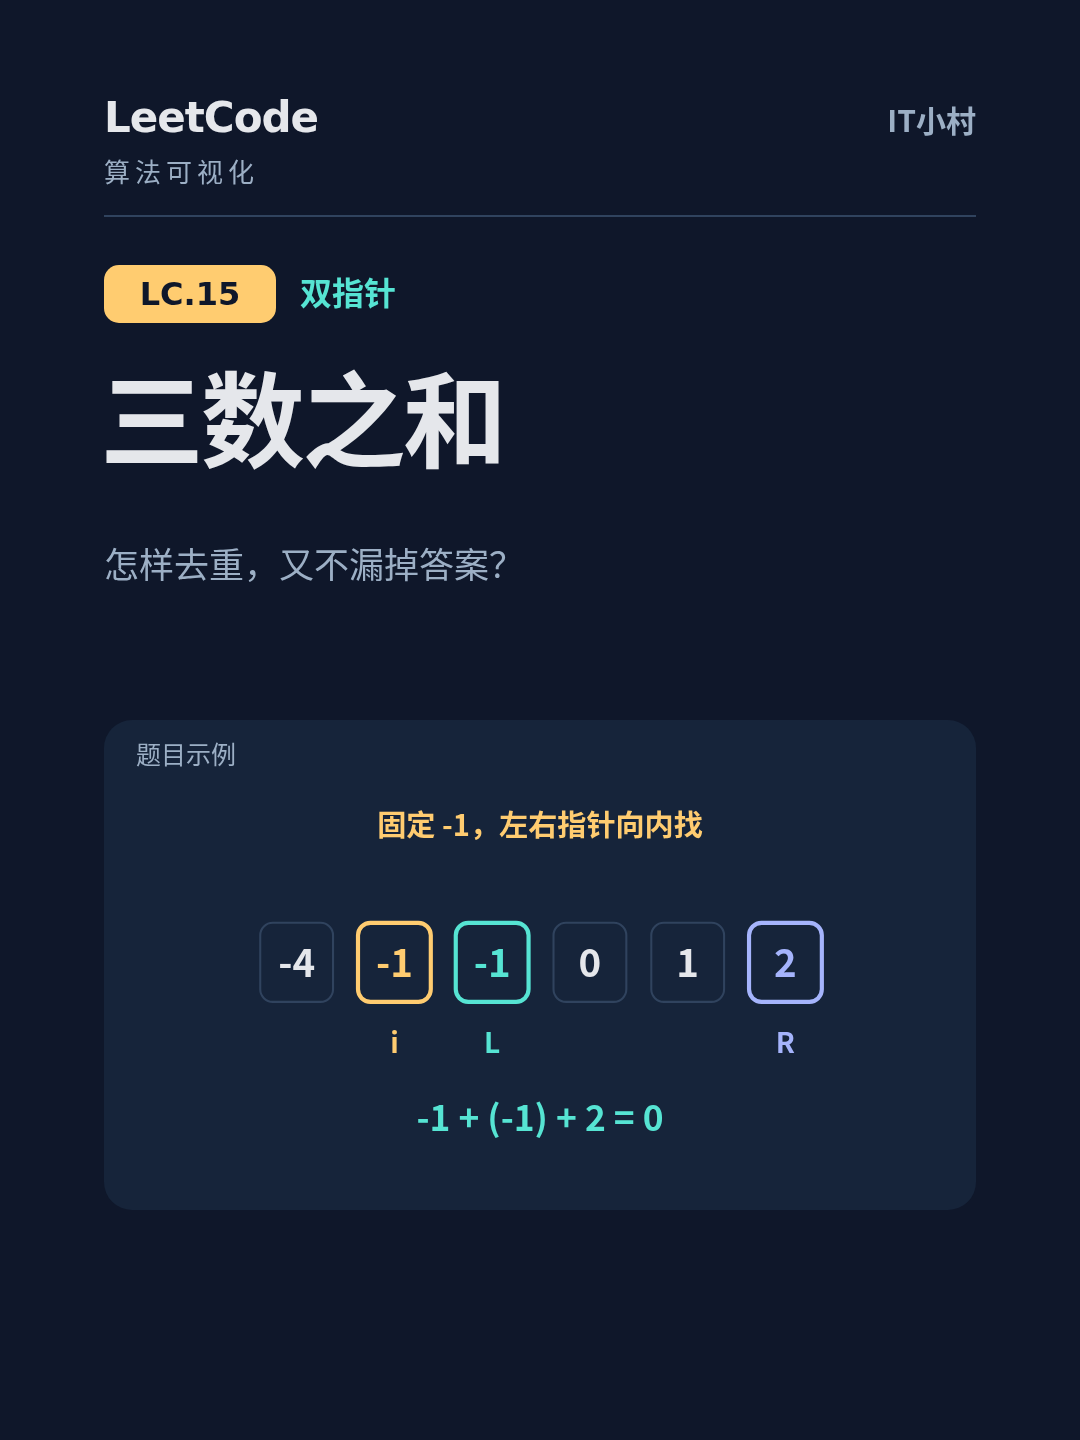 LeetCode
IT小村
算法可视化
LC.15 双指针
三数之和
怎样去重，又不漏掉答案？
题目示例
固定 -1，左右指针向内找
-4 -1 -1 0 1 2
i L R
-1 + (-1) + 2 = 0